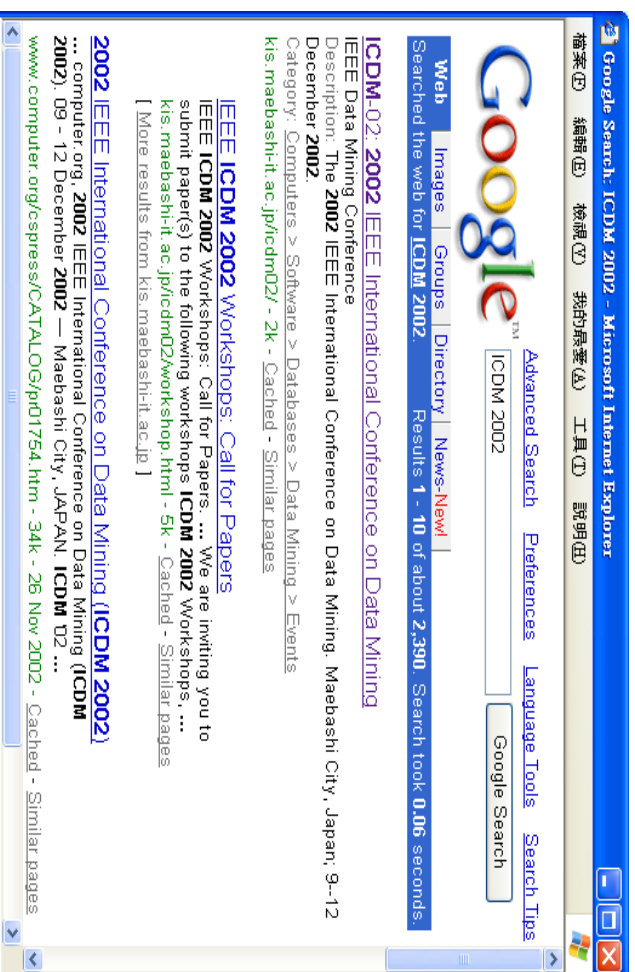 Google Search: ICDM 2002 - Microsoft Internet Explorer
檔案(F) 編輯(E) 檢視(V) 我的最愛(A) 工具(T) 說明(H)
Advanced Search Preferences Language Tools Search Tips
Google™
ICDM 2002
Google Search
Web Images Groups Directory News-New!
Searched the web for ICDM 2002. Results 1 - 10 of about 2,390. Search took 0.06 seconds.
ICDM-02: 2002 IEEE International Conference on Data Mining
IEEE Data Mining Conference
Description: The 2002 IEEE International Conference on Data Mining. Maebashi City, Japan; 9--12
December 2002.
Category: Computers > Software > Databases > Data Mining > Events
kis.maebashi-it.ac.jp/icdm02/ - 2k - Cached - Similar pages
IEEE ICDM 2002 Workshops: Call for Papers
IEEE ICDM 2002 Workshops: Call for Papers. ... We are inviting you to
submit paper(s) to the following workshops ICDM 2002 Workshops, ...
kis.maebashi-it.ac.jp/icdm02/workshop.html - 5k - Cached - Similar pages
[ More results from kis.maebashi-it.ac.jp ]
2002 IEEE International Conference on Data Mining (ICDM 2002)
... computer.org, 2002 IEEE International Conference on Data Mining (ICDM
2002). 09 - 12 December 2002 — Maebashi City, JAPAN. ICDM '02 ...
www.computer.org/cspress/CATALOG/pr01754.htm - 34k - 26 Nov 2002 - Cached - Similar pages